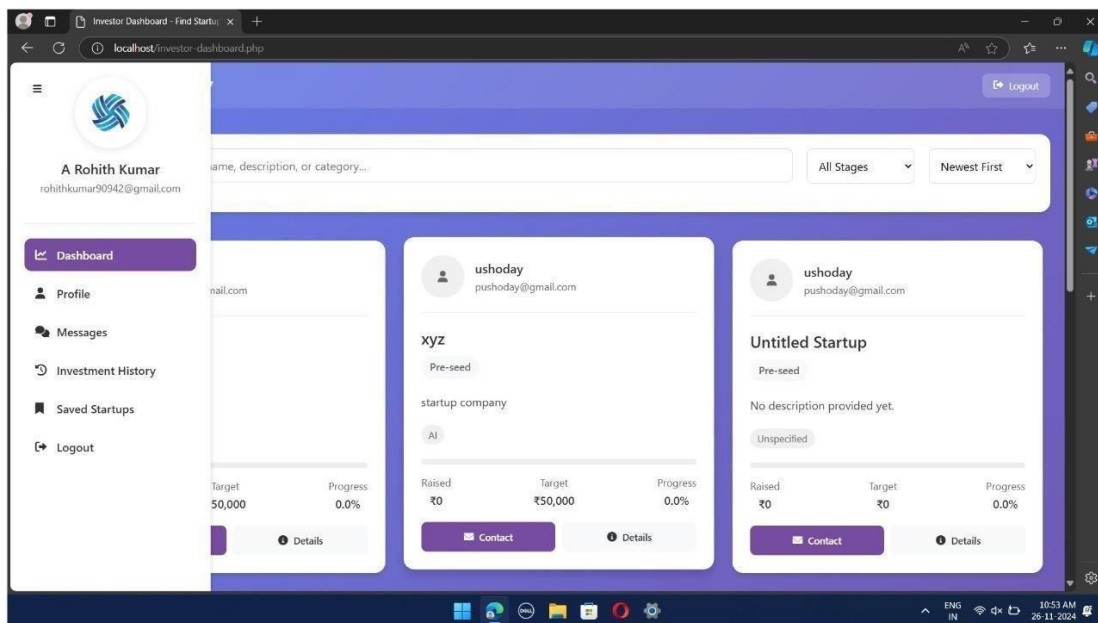 Investor Dashboard - Find Startup
localhost/investor-dashboard.php
Logout
A Rohith Kumar
rohithkumar90942@gmail.com
Dashboard
Profile
Messages
Investment History
Saved Startups
Logout
name, description, or category...
All Stages
Newest First
mail.com
Target Progress
50,000 0.0%
Details
ushoday
pushoday@gmail.com
xyz
Pre-seed
startup company
AI
Raised Target Progress
₹0 ₹50,000 0.0%
Contact Details
ushoday
pushoday@gmail.com
Untitled Startup
Pre-seed
No description provided yet.
Unspecified
Raised Target Progress
₹0 ₹0 0.0%
Contact Details
DELL
ENG
IN
10:53 AM
26-11-2024